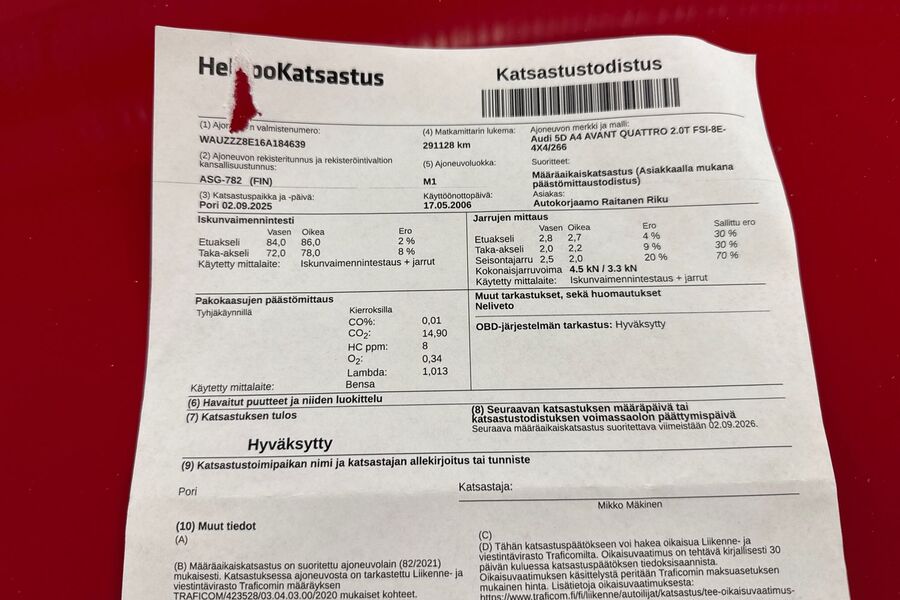 Katsastustodistus
(1) valmistenumero:
WAUZZZ8E16A184639
(4) Matkamittarin lukema:
291128 km
Ajoneuvon merkki ja malli:
Audi 5D A4 AVANT QUATTRO 2.0T FSI-8E-
4X4/266
(2) Ajoneuvon rekisteritunnus ja rekisteröintivaltion
kansallisuustunnus:
ASG-782 (FIN)
(5) Ajoneuvoluokka:
M1
Suoritteet:
Määräaikaiskatsastus (Asiakkaalla mukana
päästömittaustodistus)
(3) Katsastuspaikka ja -päivä:
Pori 02.09.2025
Käyttöönottopäivä:
17.05.2006
Asiakas:
Autokorjaamo Raitanen Riku
Iskunvaimennintesti
Vasen Oikea Ero
Etuakseli 84,0 86,0 2 %
Taka-akseli 72,0 78,0 8 %
Käytetty mittalaite: Iskunvaimennintestaus + jarrut
Jarrujen mittaus
Vasen Oikea Ero Sallittu ero
Etuakseli 2,8 2,7 4 % 30 %
Taka-akseli 2,0 2,2 9 % 30 %
Seisontajarru 2,5 2,0 20 % 70 %
Kokonaisjarruvoima 4.5 kN / 3.3 kN
Käytetty mittalaite: Iskunvaimennintestaus + jarrut
Pakokaasujen päästömittaus
Tyhjäkäynnillä Kierroksilla
CO%: 0,01
CO2: 14,90
HC ppm: 8
O2: 0,34
Lambda: 1,013
Käytetty mittalaite: Bensa
Muut tarkastukset, sekä huomautukset
Neliveto
OBD-järjestelmän tarkastus: Hyväksytty
(6) Havaitut puutteet ja niiden luokittelu
(7) Katsastuksen tulos
Hyväksytty
(8) Seuraavan katsastuksen määräpäivä tai
katsastustodistuksen voimassaolon päättymispäivä
Seuraava määräaikaiskatsastus suoritettava viimeistään 02.09.2026.
(9) Katsastustoimipaikan nimi ja katsastajan allekirjoitus tai tunniste
Pori
Katsastaja:
Mikko Mäkinen
(10) Muut tiedot
(A)
(B) Määräaikaiskatsastus on suoritettu ajoneuvolain (82/2021)
mukaisesti. Katsastuksessa ajoneuvosta on tarkastettu Liikenne- ja
viestintävirasto Traficomin määräyksen
TRAFICOM/423528/03.04.03.00/2020 mukaiset kohteet.
(C)
(D) Tähän katsastuspäätökseen voi hakea oikaisua Liikenne- ja
viestintävirasto Traficomilta. Oikaisuvaatimus on tehtävä kirjallisesti 30
päivän kuluessa katsastuspäätöksen tiedoksisaannista.
Oikaisuvaatimuksen käsittelystä peritään Traficomin maksuasetuksen
mukainen hinta. Lisätietoja oikaisuvaatimuksesta:
https://www.traficom.fi/fi/liikenne/autoilijat/katsastus/tee-oikaisuvaatimus-